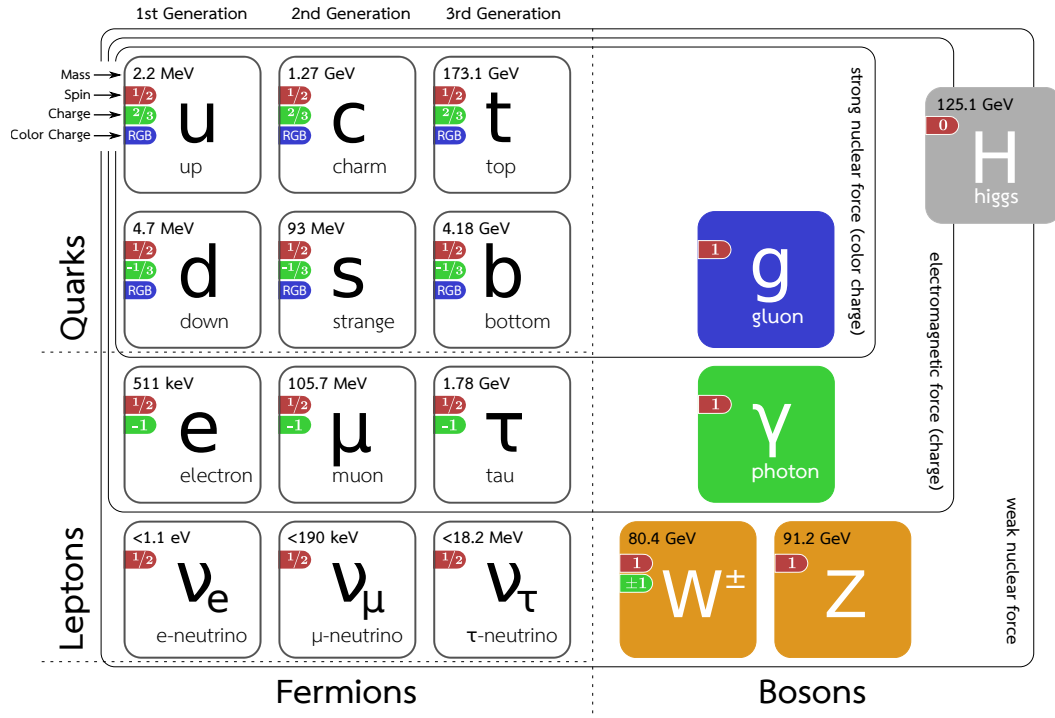 1st Generation
2nd Generation
3rd Generation
Mass
Spin
Charge
Color Charge
2.2 MeV
1/2
2/3
RGB
u
up
1.27 GeV
1/2
2/3
RGB
c
charm
173.1 GeV
1/2
2/3
RGB
t
top
strong nuclear force (color charge)
electromagnetic force (charge)
weak nuclear force
125.1 GeV
0
H
higgs
Quarks
4.7 MeV
1/2
-1/3
RGB
d
down
93 MeV
1/2
-1/3
RGB
s
strange
4.18 GeV
1/2
-1/3
RGB
b
bottom
1
g
gluon
Leptons
511 keV
1/2
-1
e
electron
105.7 MeV
1/2
-1
μ
muon
1.78 GeV
1/2
-1
τ
tau
1
γ
photon
<1.1 eV
1/2
νe
e-neutrino
<190 keV
1/2
νμ
μ-neutrino
<18.2 MeV
1/2
ντ
τ-neutrino
80.4 GeV
1
±1
W±
91.2 GeV
1
Z
Fermions
Bosons